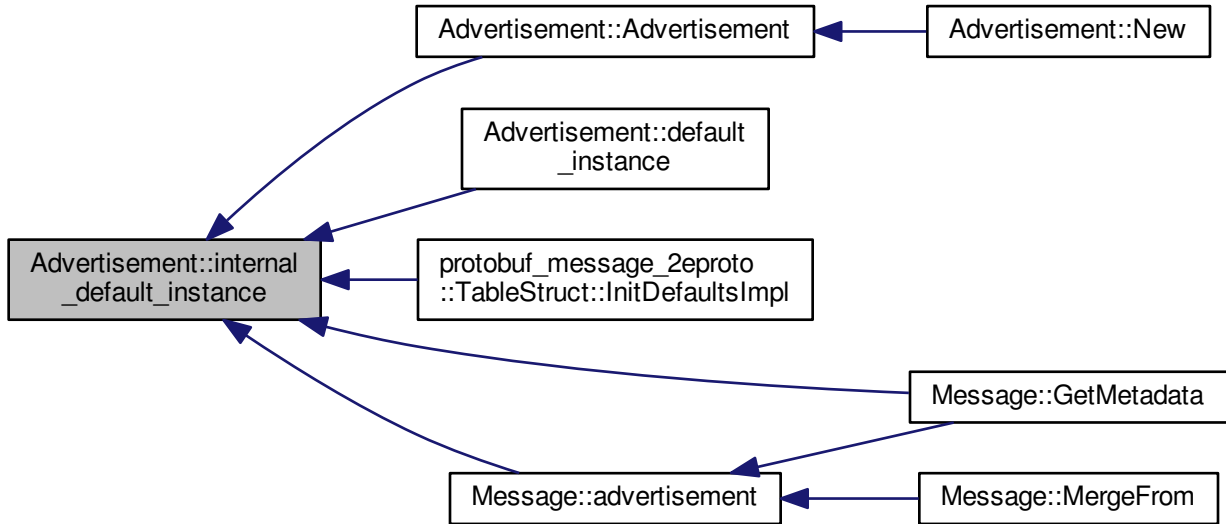 Advertisement::Advertisement
Advertisement::New
Advertisement::default
_instance
Advertisement::internal
_default_instance
protobuf_message_2eproto
::TableStruct::InitDefaultsImpl
Message::GetMetadata
Message::advertisement
Message::MergeFrom